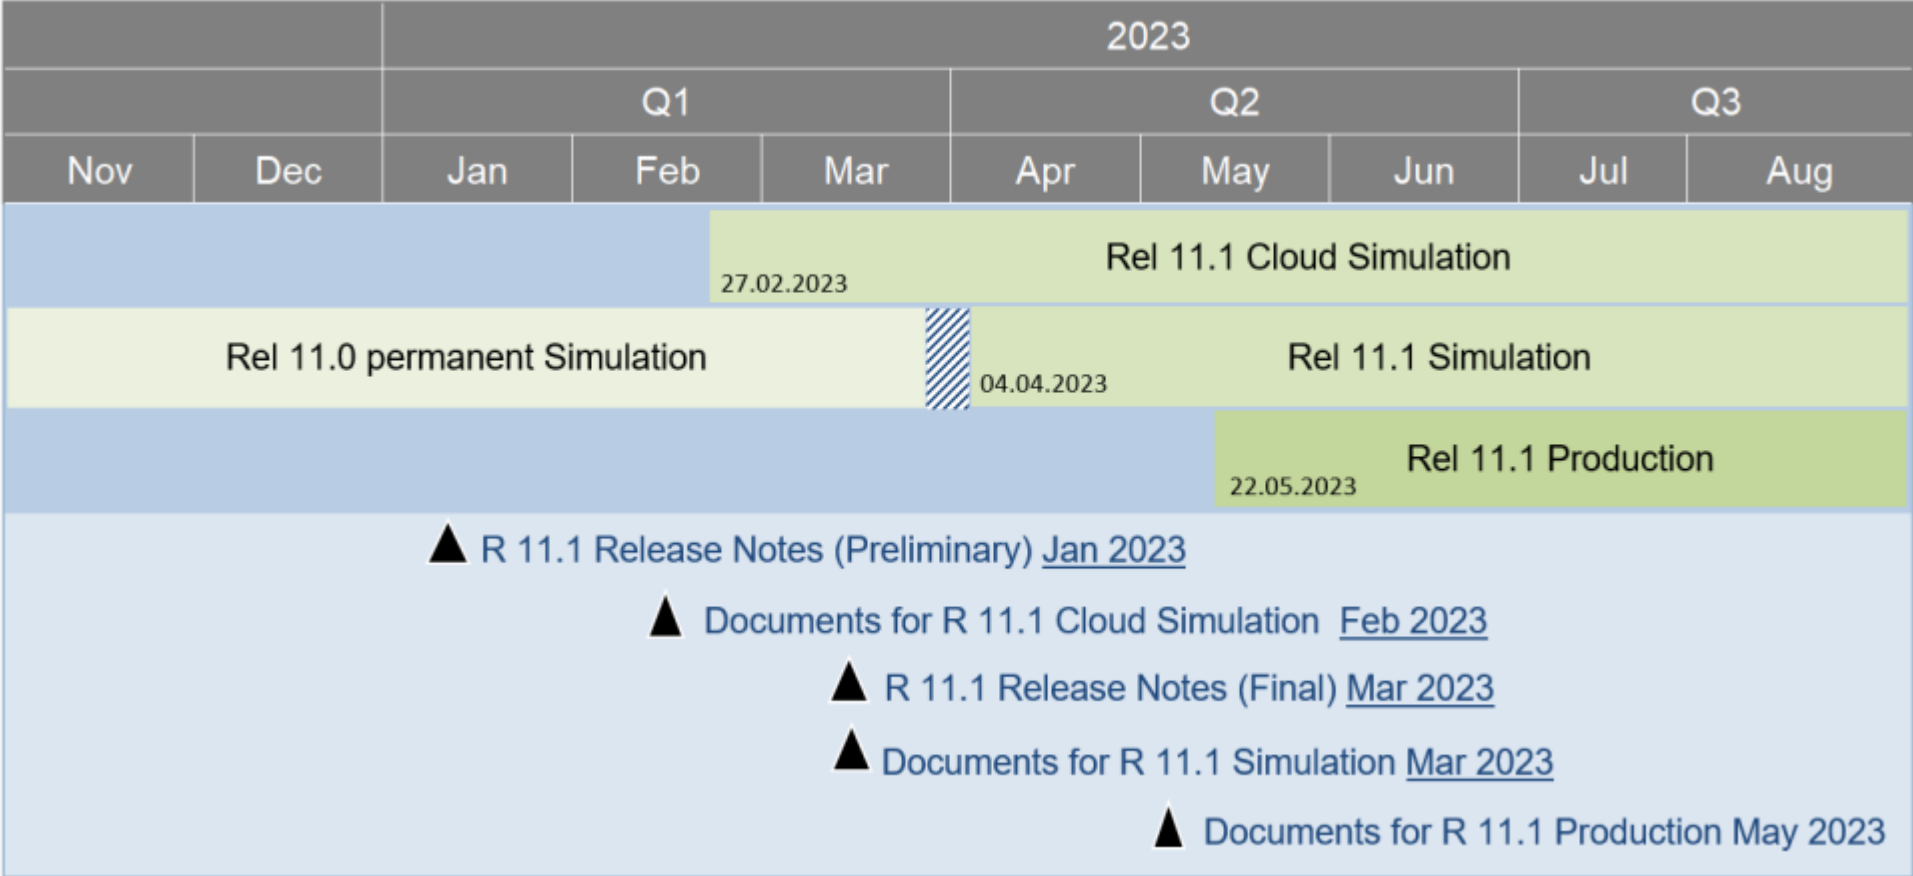 2023
Q1 Q2 Q3
Nov Dec Jan Feb Mar Apr May Jun Jul Aug
Rel 11.1 Cloud Simulation
27.02.2023
Rel 11.0 permanent Simulation Rel 11.1 Simulation
04.04.2023
Rel 11.1 Production
22.05.2023
R 11.1 Release Notes (Preliminary) Jan 2023
Documents for R 11.1 Cloud Simulation Feb 2023
R 11.1 Release Notes (Final) Mar 2023
Documents for R 11.1 Simulation Mar 2023
Documents for R 11.1 Production May 2023